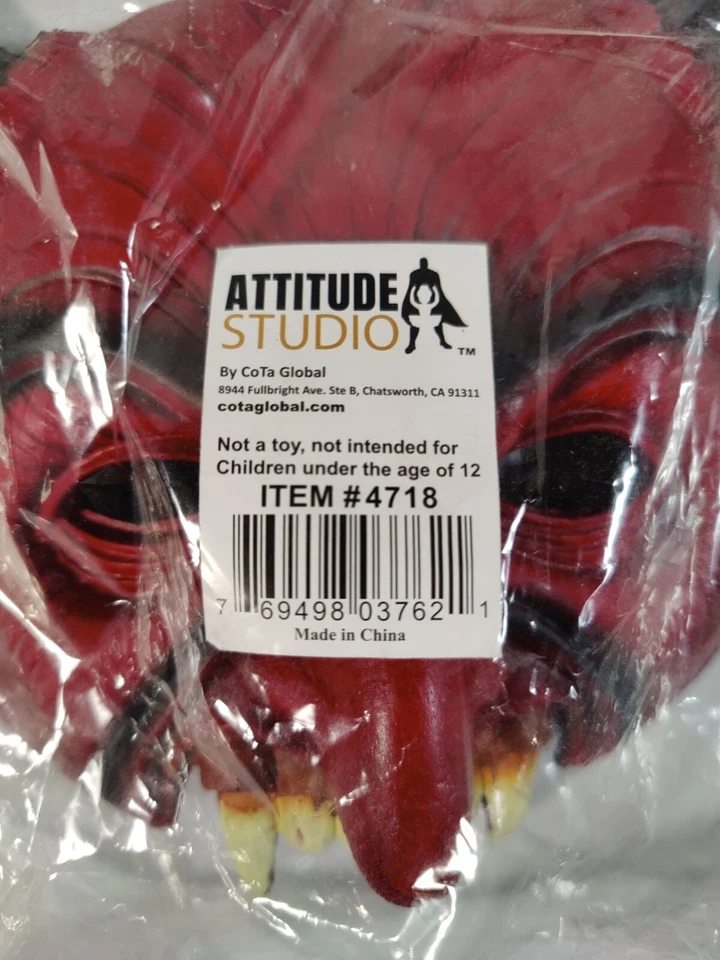 ATTITUDE
STUDIO
TM
By CoTa Global
8944 Fullbright Ave. Ste B, Chatsworth, CA 91311
cotaglobal.com
Not a toy, not intended for
Children under the age of 12
ITEM #4718
7 69498 03762 1
Made in China